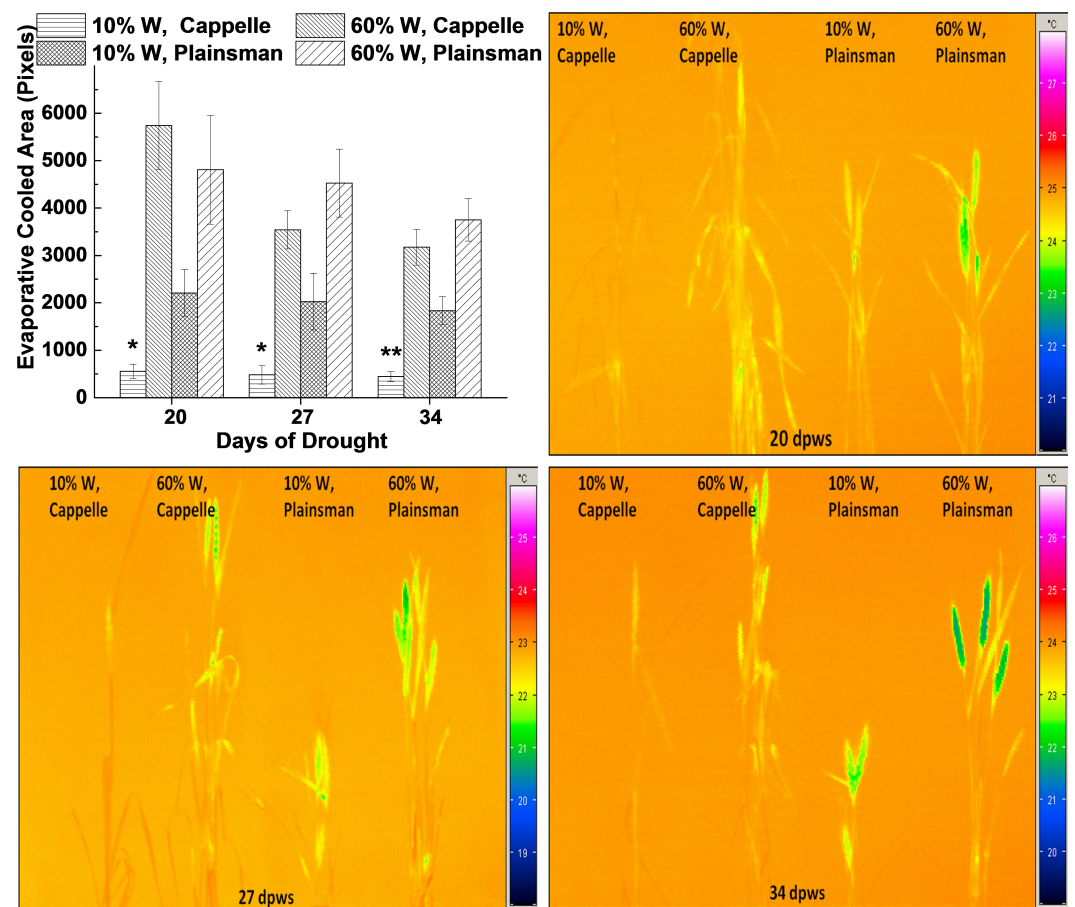 10% W, Cappelle
60% W, Cappelle
10% W, Plainsman
60% W, Plainsman
Evaporative Cooled Area (Pixels)
6000
5000
4000
3000
2000
1000
0
*
*
**
20
27
34
Days of Drought
10% W,
Cappelle
60% W,
Cappelle
10% W,
Plainsman
60% W,
Plainsman
20 dpws
°C
27
26
25
24
23
22
21
10% W,
Cappelle
60% W,
Cappelle
10% W,
Plainsman
60% W,
Plainsman
27 dpws
°C
25
24
23
22
21
20
19
10% W,
Cappelle
60% W,
Cappelle
10% W,
Plainsman
60% W,
Plainsman
34 dpws
°C
26
25
24
23
22
21
20